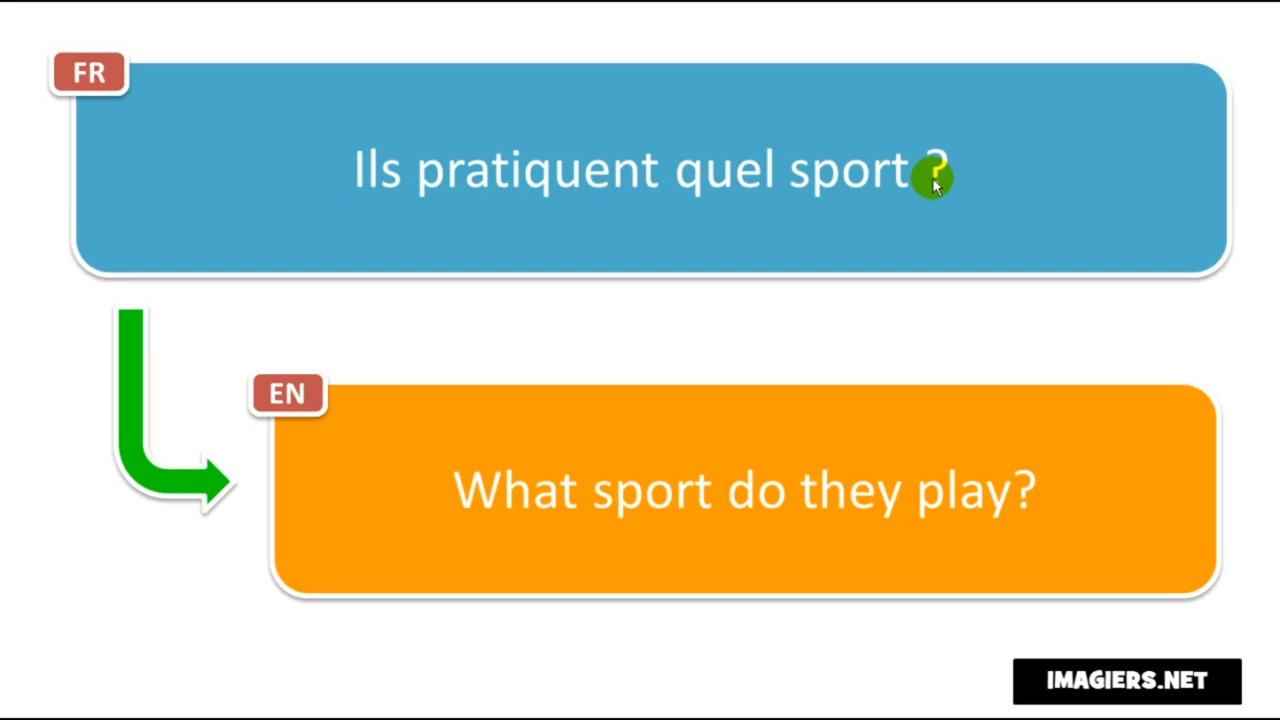 FR
Ils pratiquent quel sport ?
EN
What sport do they play?
IMAGIERS.NET